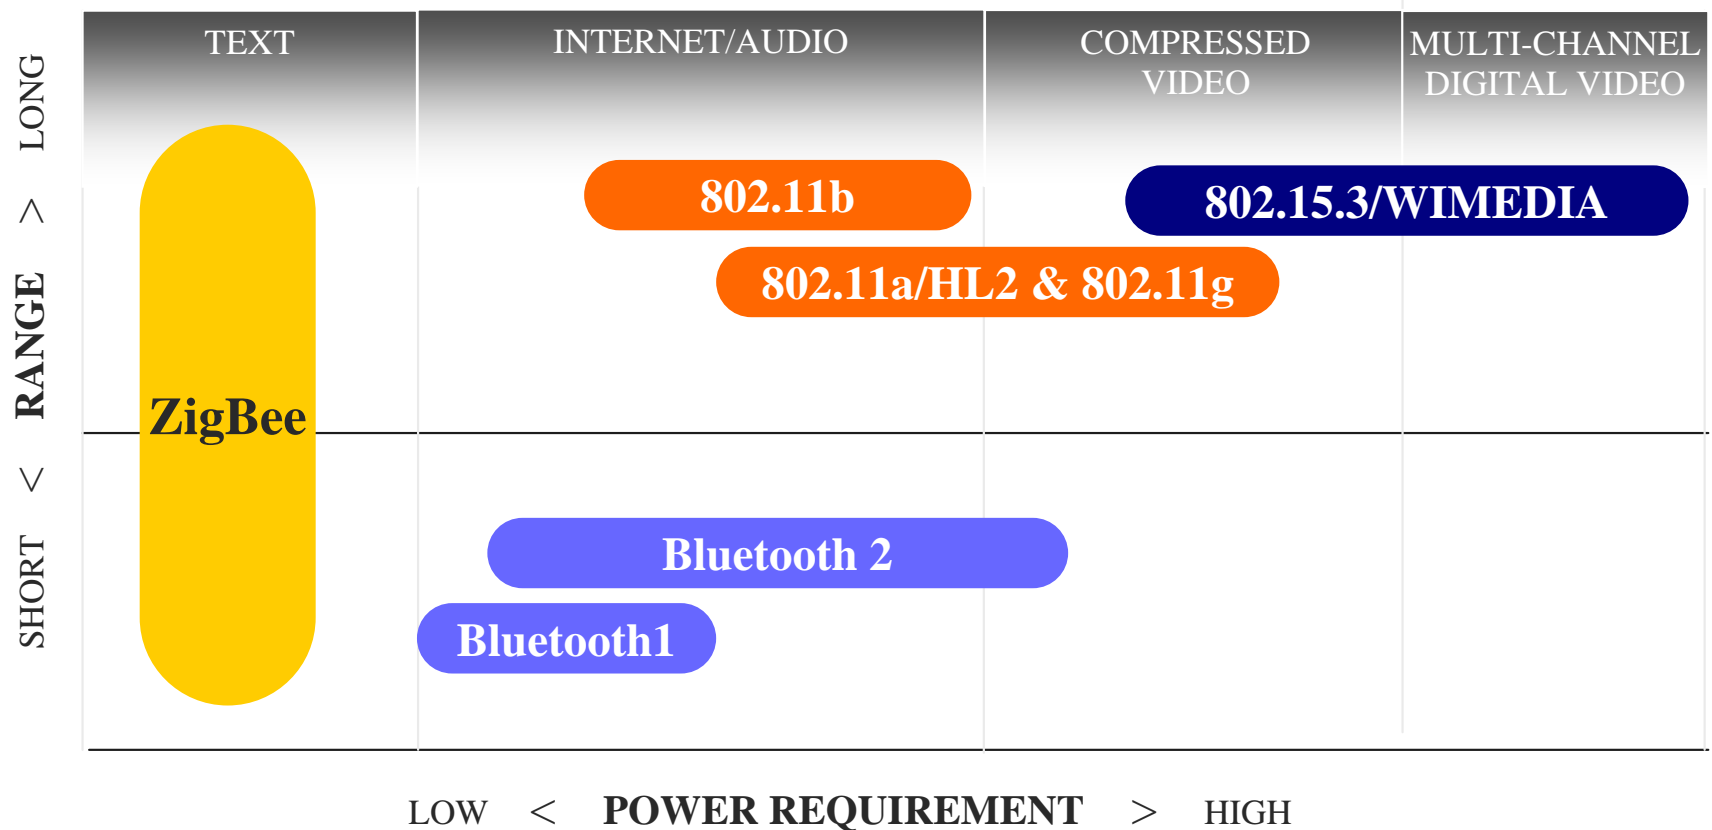 TEXT
INTERNET/AUDIO
COMPRESSED
VIDEO
MULTI-CHANNEL
DIGITAL VIDEO
SHORT < RANGE > LONG
802.11b
802.15.3/WIMEDIA
802.11a/HL2 & 802.11g
ZigBee
Bluetooth 2
Bluetooth1
LOW < POWER REQUIREMENT > HIGH